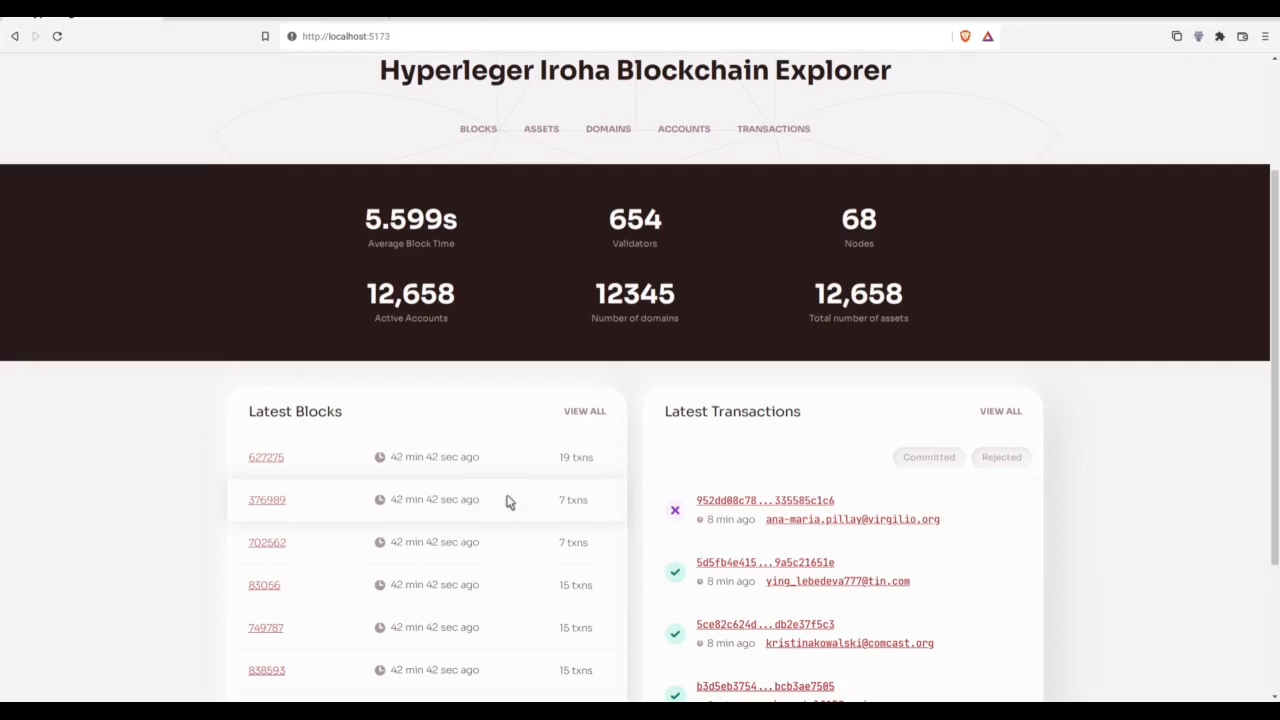 http://localhost:5173
Hyperleger Iroha Blockchain Explorer
BLOCKS ASSETS DOMAINS ACCOUNTS TRANSACTIONS
5.599s 654 68
Average Block Time Validators Nodes
12,658 12345 12,658
Active Accounts Number of domains Total number of assets
Latest Blocks VIEW ALL
627275 42 min 42 sec ago 19 txns
376989 42 min 42 sec ago 7 txns
702562 42 min 42 sec ago 7 txns
83056 42 min 42 sec ago 15 txns
749787 42 min 42 sec ago 15 txns
838593 42 min 42 sec ago 15 txns
Latest Transactions VIEW ALL
Committed Rejected
952dd08c78...335585c1c6
8 min ago ana-maria.pillay@virgilio.org
5d5fb4e415...9a5c21651e
8 min ago ying_lebedeva777@tin.com
5ce82c624d...db2e37f5c3
8 min ago kristinakowalski@comcast.org
b3d5eb3754...bcb3ae7505